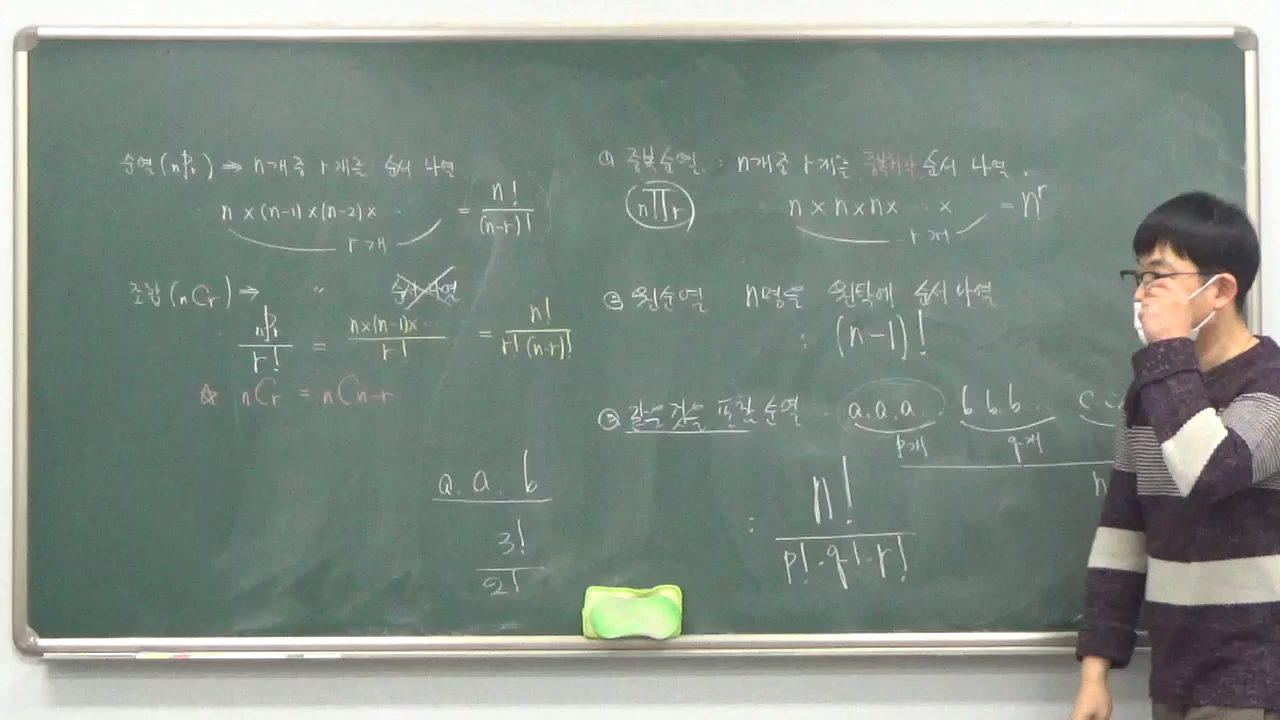 순열 (nPr) ⇒ n개중 r개를 순서 나열
n × (n-1) × (n-2) × ... = n! / (n-r)!
r개
조합 (nCr) ⇒ 〃 순서나열
nPr / r! = n×(n-1)×... / r! = n! / r!(n-r)!
☆ nCr = nCn-r
a. a. b
3!
2!
① 중복순열 : n개중 r개를 중복허락 순서 나열.
nΠr n × n × n × ... × = n^r
r개
② 원순열 n명을 원탁에 순서나열
: (n-1)!
③ 같은것을 포함 순열 a.a.a.. b b b... c c
p개 q개
n
: n! / p!·q!·r!